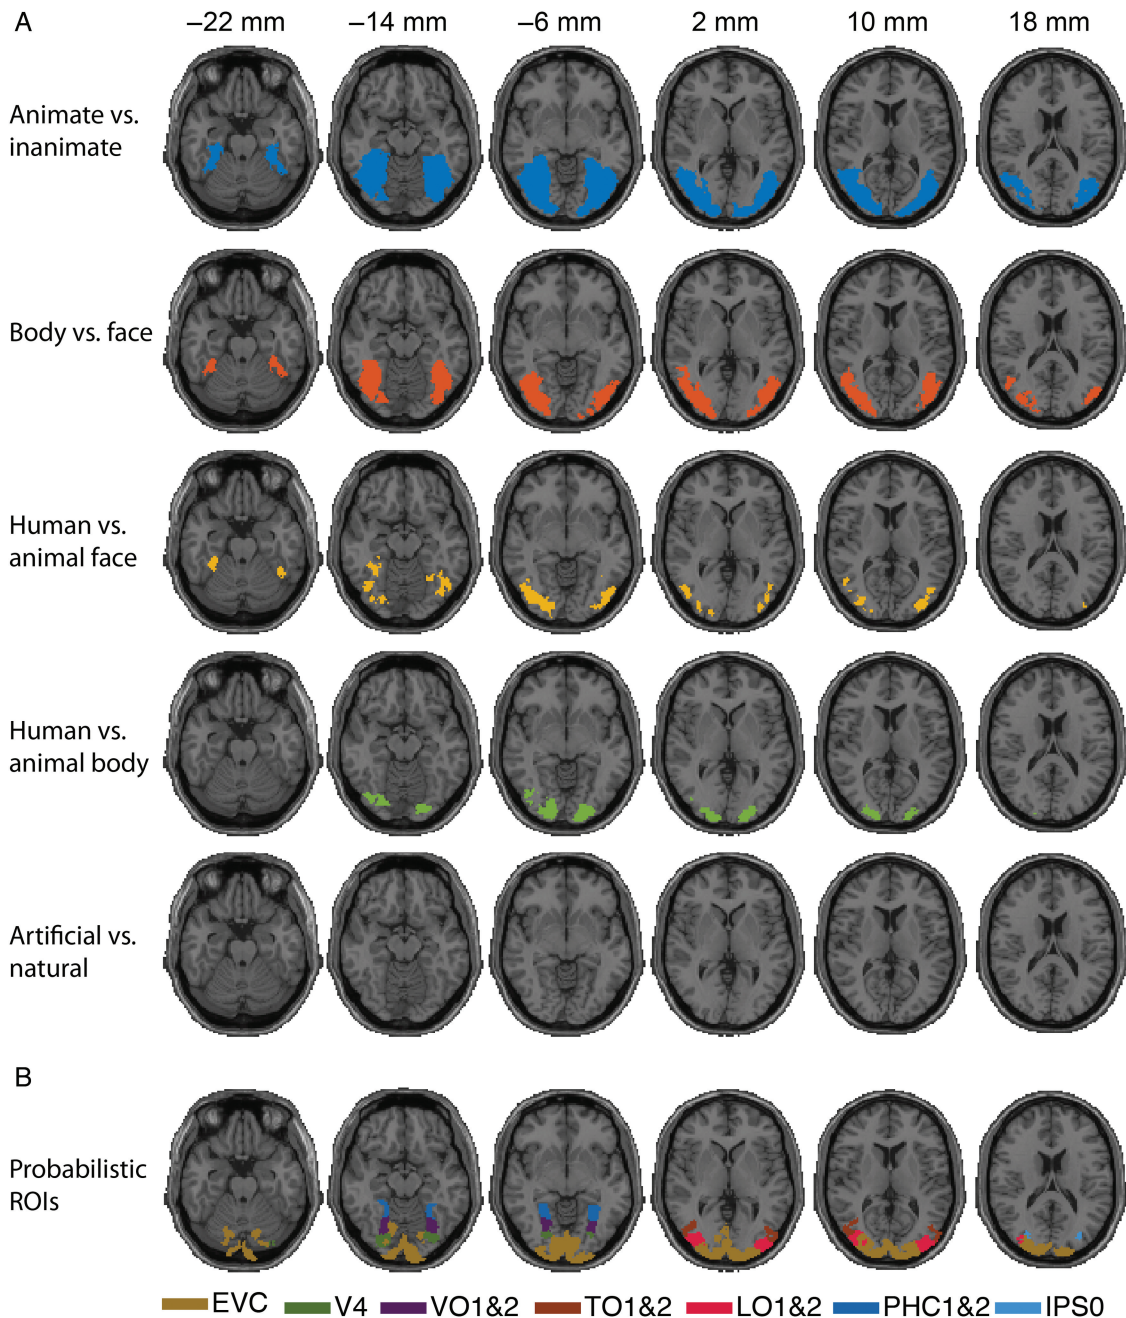 A
–22 mm –14 mm –6 mm 2 mm 10 mm 18 mm
Animate vs.
inanimate
Body vs. face
Human vs.
animal face
Human vs.
animal body
Artificial vs.
natural
B
Probabilistic
ROIs
EVC V4 VO1&2 TO1&2 LO1&2 PHC1&2 IPS0